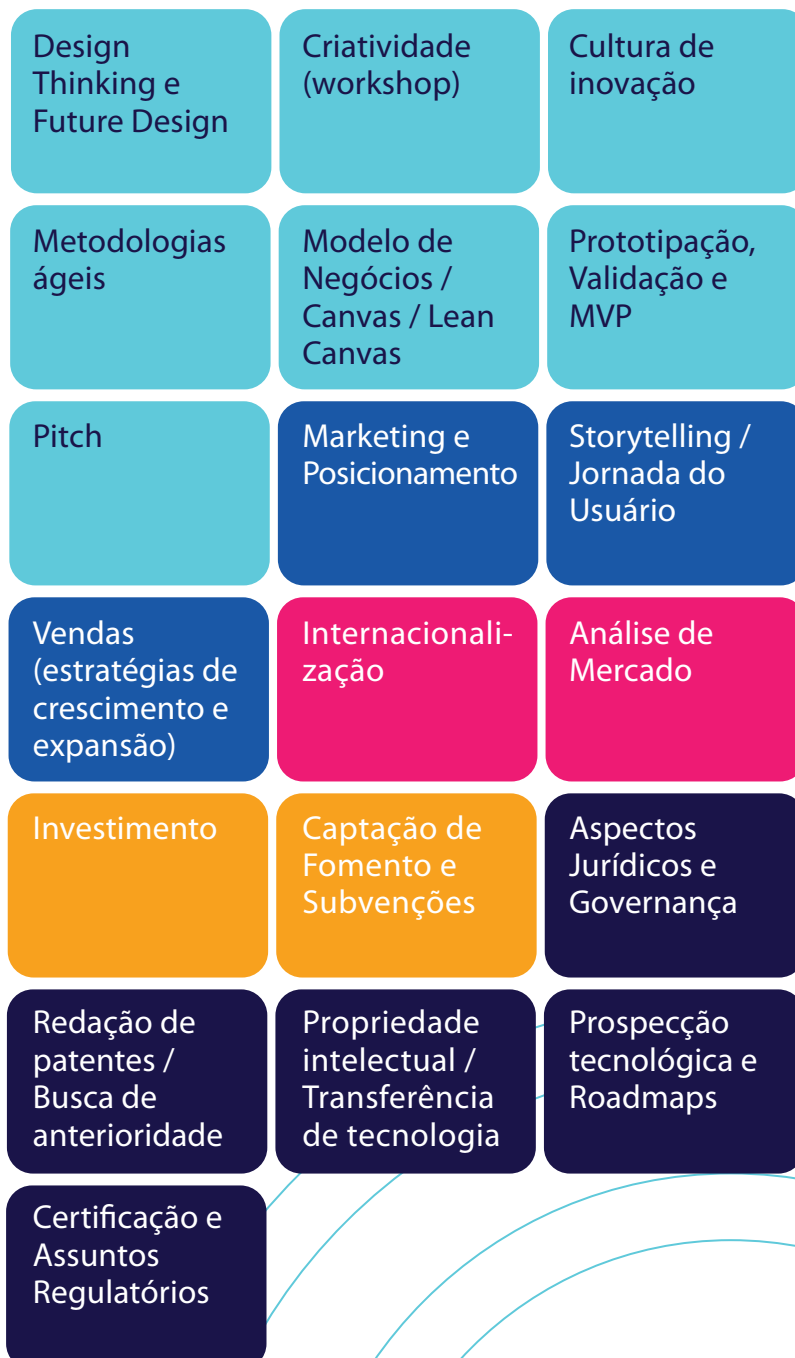 Design
Thinking e
Future Design
Criatividade
(workshop)
Cultura de
inovação
Metodologias
ágeis
Modelo de
Negócios /
Canvas / Lean
Canvas
Prototipação,
Validação e
MVP
Pitch
Marketing e
Posicionamento
Storytelling /
Jornada do
Usuário
Vendas
(estratégias de
crescimento e
expansão)
Internacionali-
zação
Análise de
Mercado
Investimento
Captação de
Fomento e
Subvenções
Aspectos
Jurídicos e
Governança
Redação de
patentes /
Busca de
anterioridade
Propriedade
intelectual /
Transferência
de tecnologia
Prospecção
tecnológica e
Roadmaps
Certificação e
Assuntos
Regulatórios